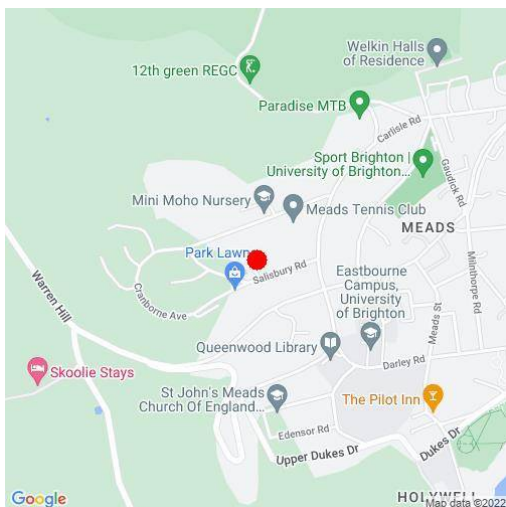 Welkin Halls
of Residence
12th green REGC
Paradise MTB
Carlisle Rd
Sport Brighton |
University of Brighton...
Gaudick Rd
Mini Moho Nursery
Meads Tennis Club
MEADS
Milnthorpe Rd
Park Lawn
Salisbury Rd
Eastbourne
Campus,
University
of Brighton
Warren Hill
Cranborne Ave
Meads St
Queenwood Library
Darley Rd
Skoolie Stays
St John's Meads
Church Of England...
The Pilot Inn
Edensor Rd
Upper Dukes Dr
Dukes Dr
HOLYWELL
Google
Map data ©2022